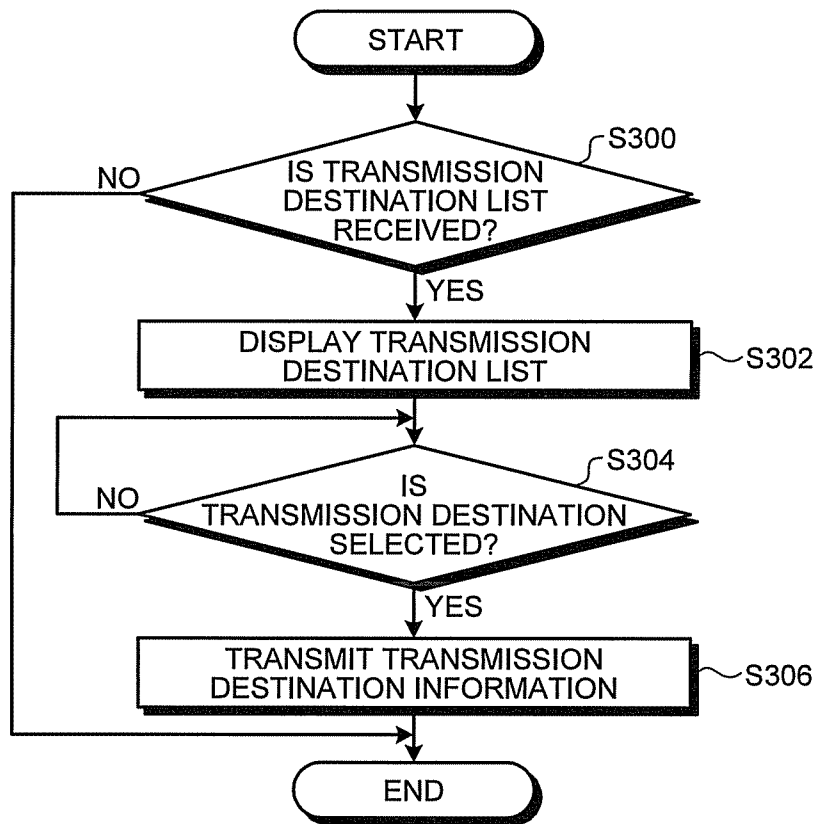 START
S300
IS TRANSMISSION
DESTINATION LIST
RECEIVED?
NO
YES
DISPLAY TRANSMISSION
DESTINATION LIST
S302
S304
IS
TRANSMISSION DESTINATION
SELECTED?
NO
YES
TRANSMIT TRANSMISSION
DESTINATION INFORMATION
S306
END